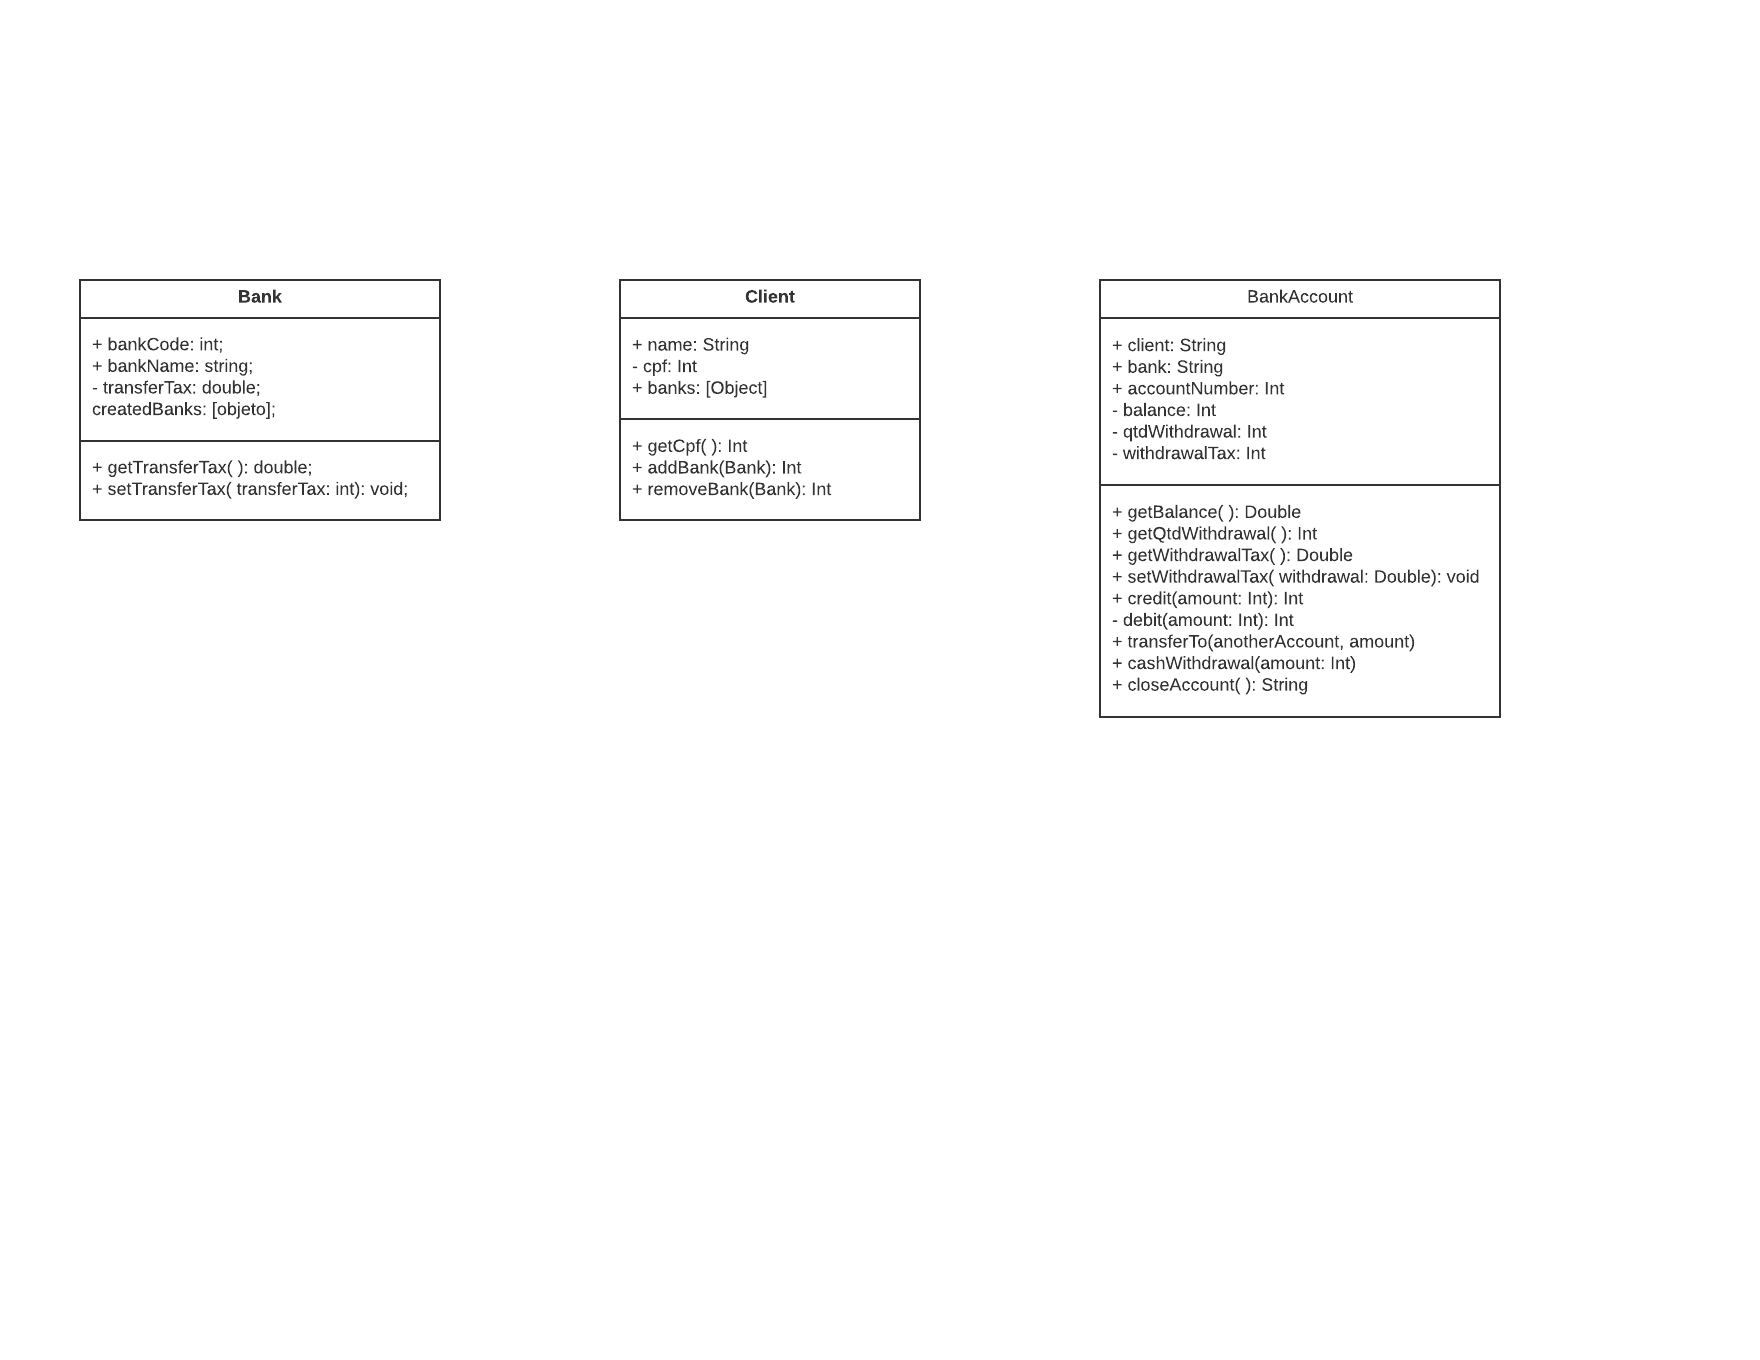 Bank
+ bankCode: int;
+ bankName: string;
- transferTax: double;
createdBanks: [objeto];
+ getTransferTax( ): double;
+ setTransferTax( transferTax: int): void;
Client
+ name: String
- cpf: Int
+ banks: [Object]
+ getCpf( ): Int
+ addBank(Bank): Int
+ removeBank(Bank): Int
BankAccount
+ client: String
+ bank: String
+ accountNumber: Int
- balance: Int
- qtdWithdrawal: Int
- withdrawalTax: Int
+ getBalance( ): Double
+ getQtdWithdrawal( ): Int
+ getWithdrawalTax( ): Double
+ setWithdrawalTax( withdrawal: Double): void
+ credit(amount: Int): Int
- debit(amount: Int): Int
+ transferTo(anotherAccount, amount)
+ cashWithdrawal(amount: Int)
+ closeAccount( ): String